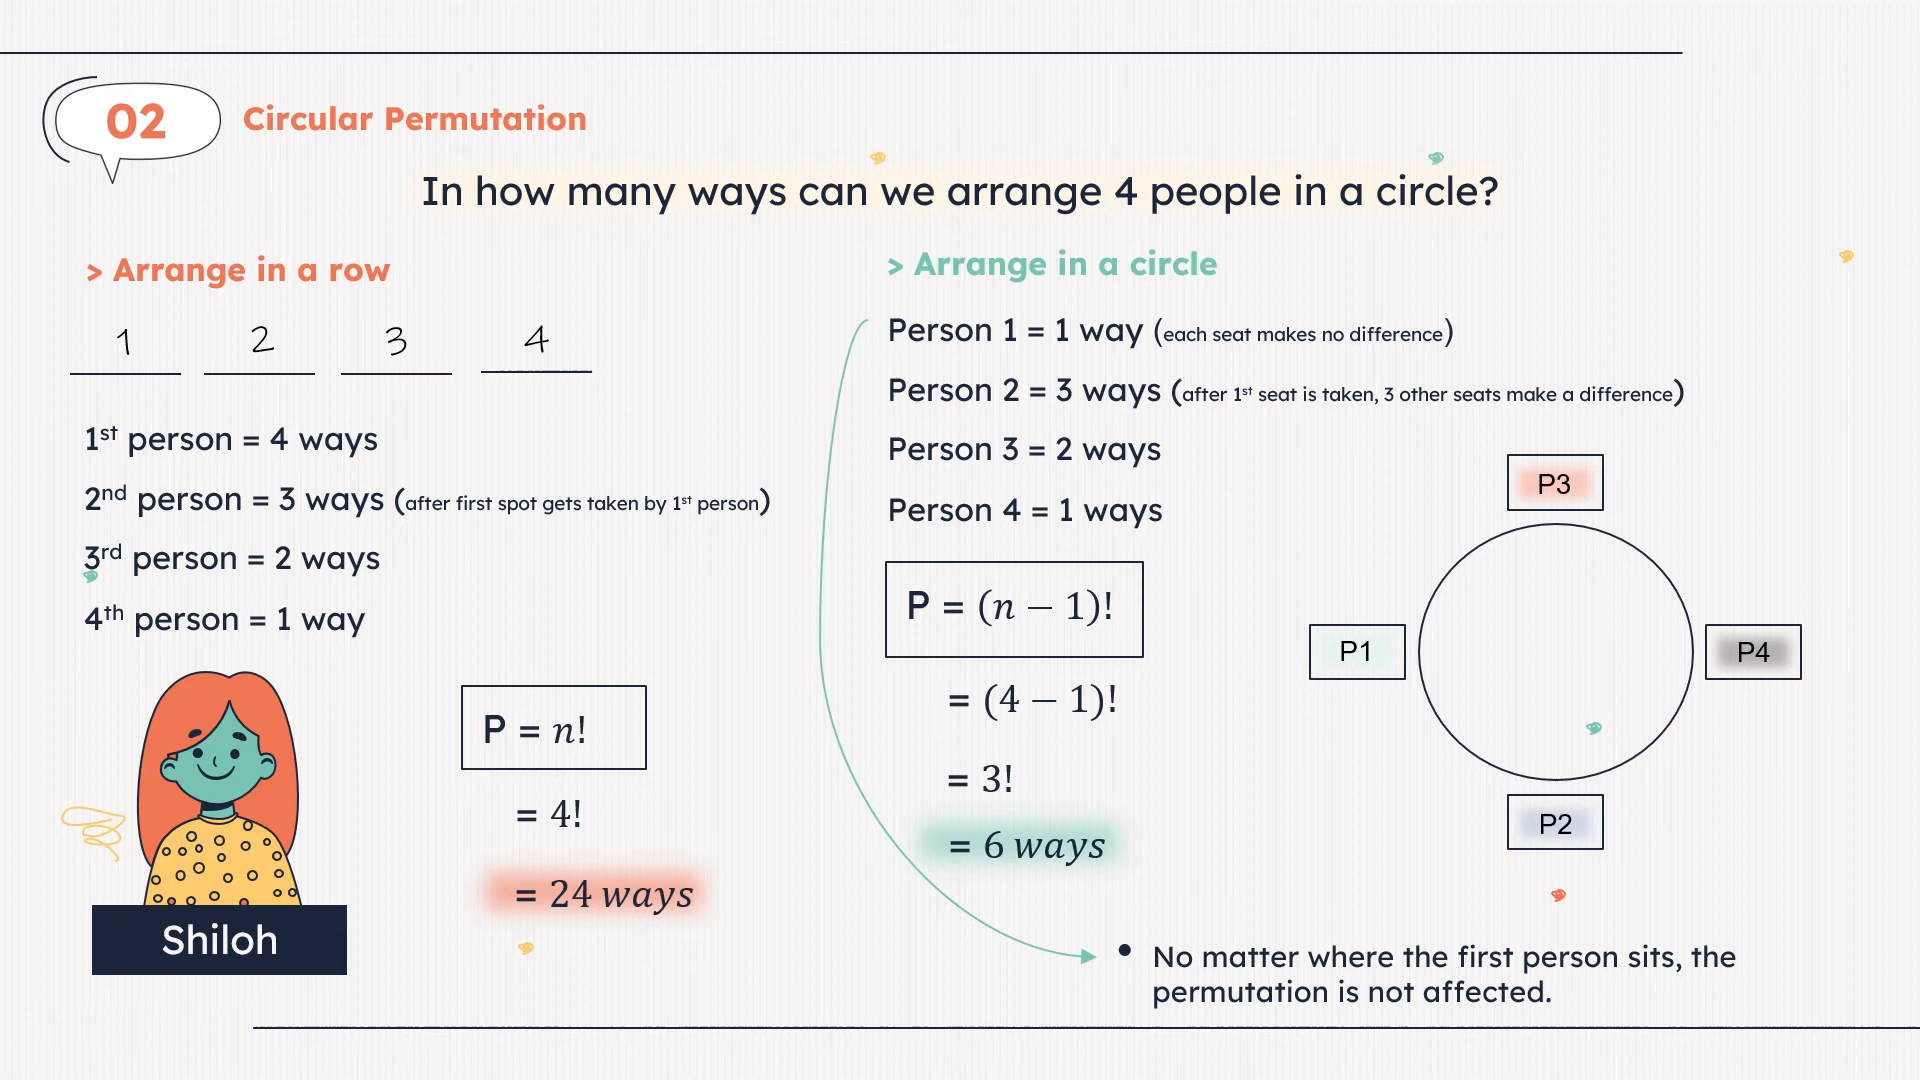 02
Circular Permutation
In how many ways can we arrange 4 people in a circle?
> Arrange in a row
1 2 3 4
1st person = 4 ways
2nd person = 3 ways (after first spot gets taken by 1st person)
3rd person = 2 ways
4th person = 1 way
P = n!
= 4!
= 24 ways
Shiloh
> Arrange in a circle
Person 1 = 1 way (each seat makes no difference)
Person 2 = 3 ways (after 1st seat is taken, 3 other seats make a difference)
Person 3 = 2 ways
Person 4 = 1 ways
P = (n − 1)!
= (4 − 1)!
= 3!
= 6 ways
P3
P1
P4
P2
• No matter where the first person sits, the
permutation is not affected.